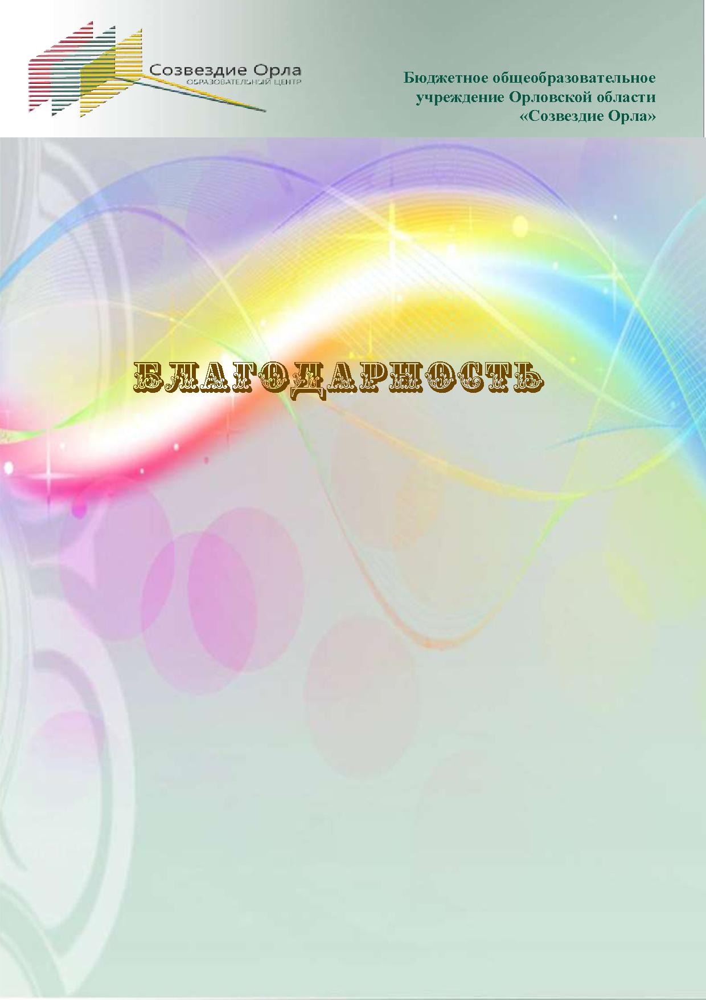 Созвездие Орла
ОБРАЗОВАТЕЛЬНЫЙ ЦЕНТР
Бюджетное общеобразовательное
учреждение Орловской области
«Созвездие Орла»
БЛАГОДАРНОСТЬ